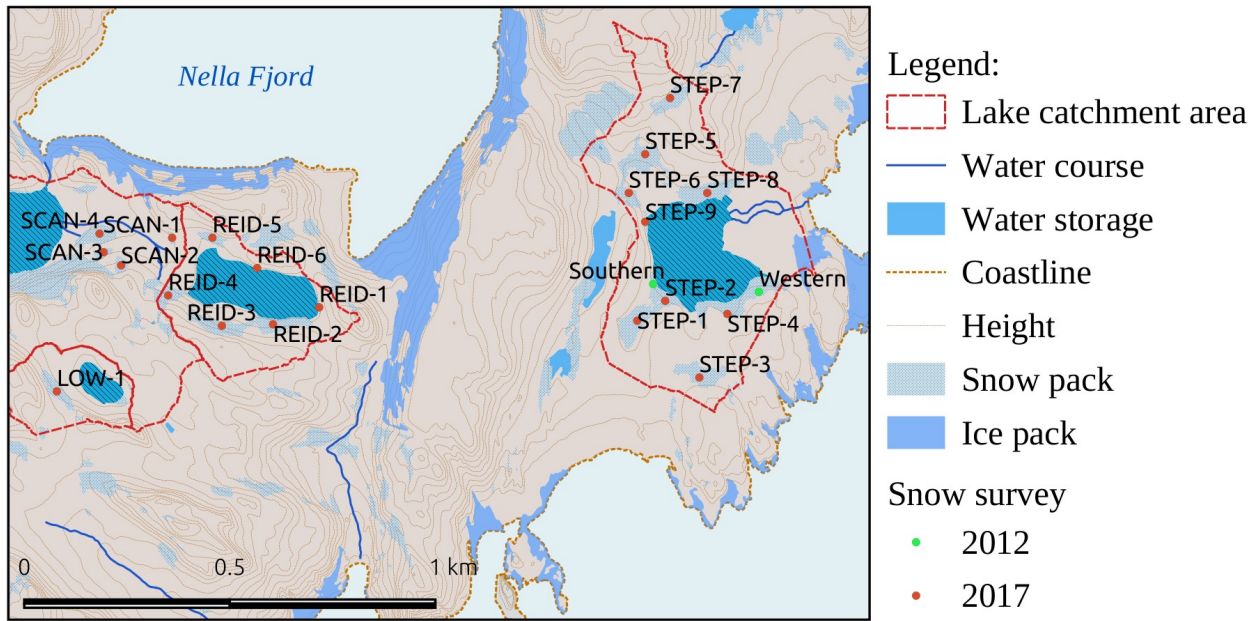 Nella Fjord
STEP-7
STEP-5
STEP-6
STEP-8
STEP-9
SCAN-4
SCAN-1
REID-5
SCAN-3
SCAN-2
REID-6
Southern
Western
REID-4
STEP-2
REID-1
REID-3
STEP-1
STEP-4
REID-2
STEP-3
LOW-1
0
0.5
1 km
Legend:
Lake catchment area
Water course
Water storage
Coastline
Height
Snow pack
Ice pack
Snow survey
2012
2017